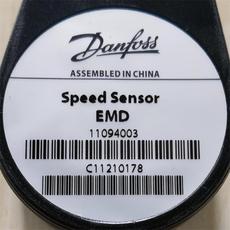 Danfoss
ASSEMBLED IN CHINA
Speed Sensor
EMD
11094003
C11210178